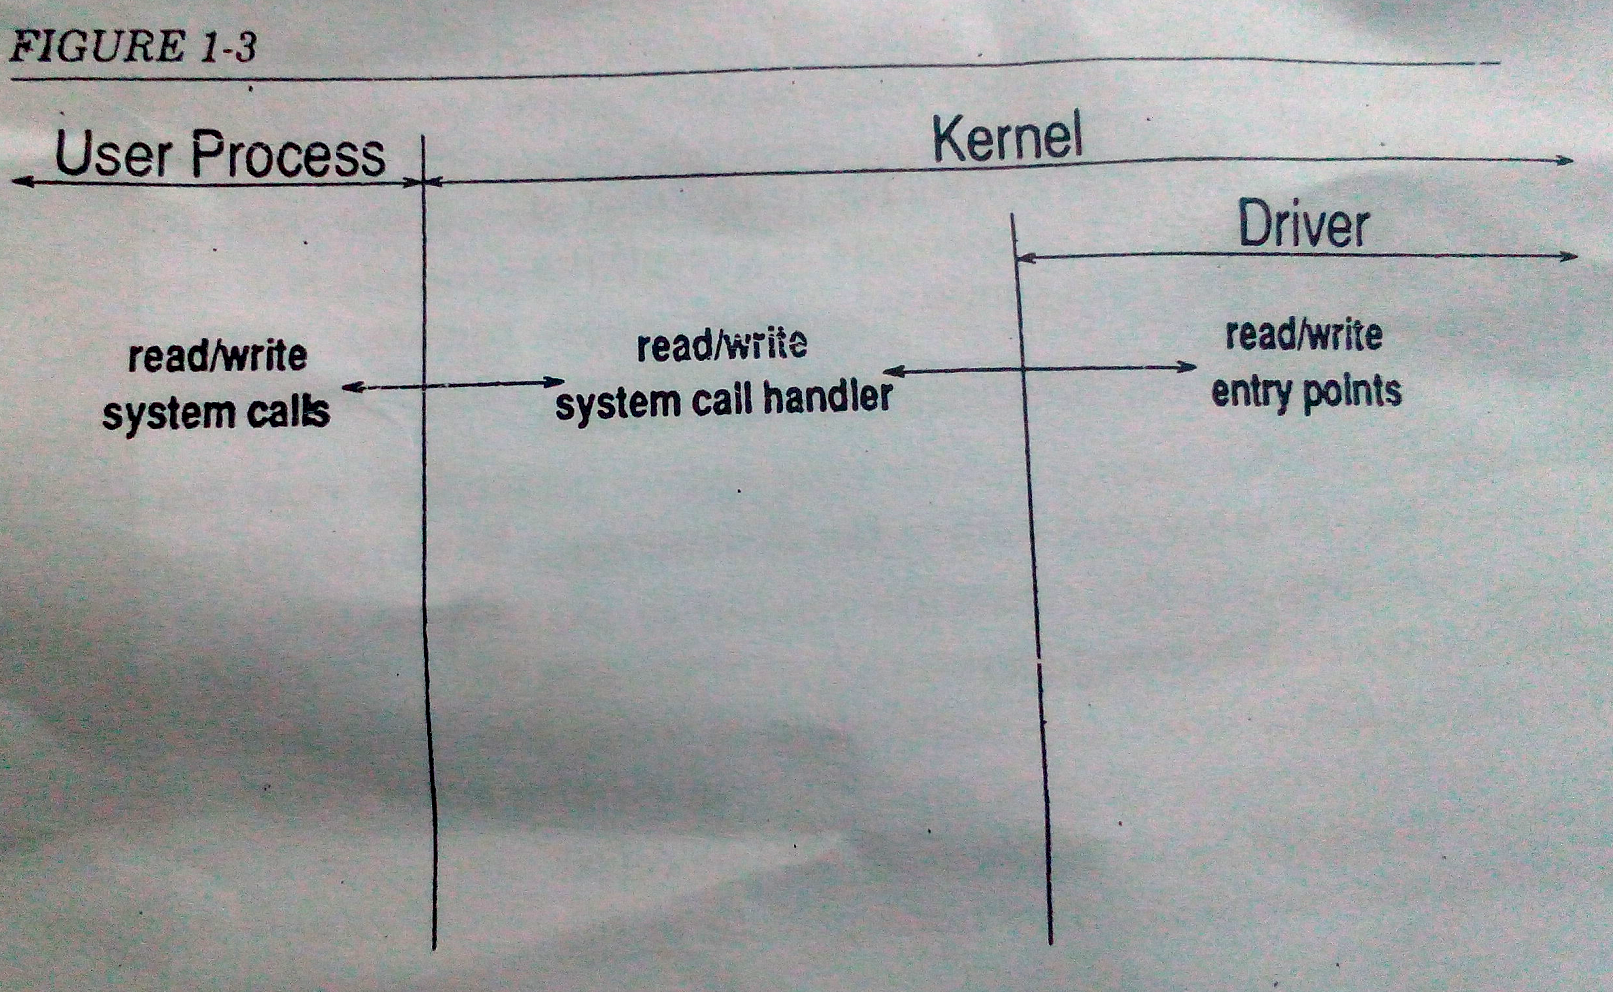 FIGURE 1-3
User Process
Kernel
Driver
read/write
system calls
read/write
system call handler
read/write
entry points